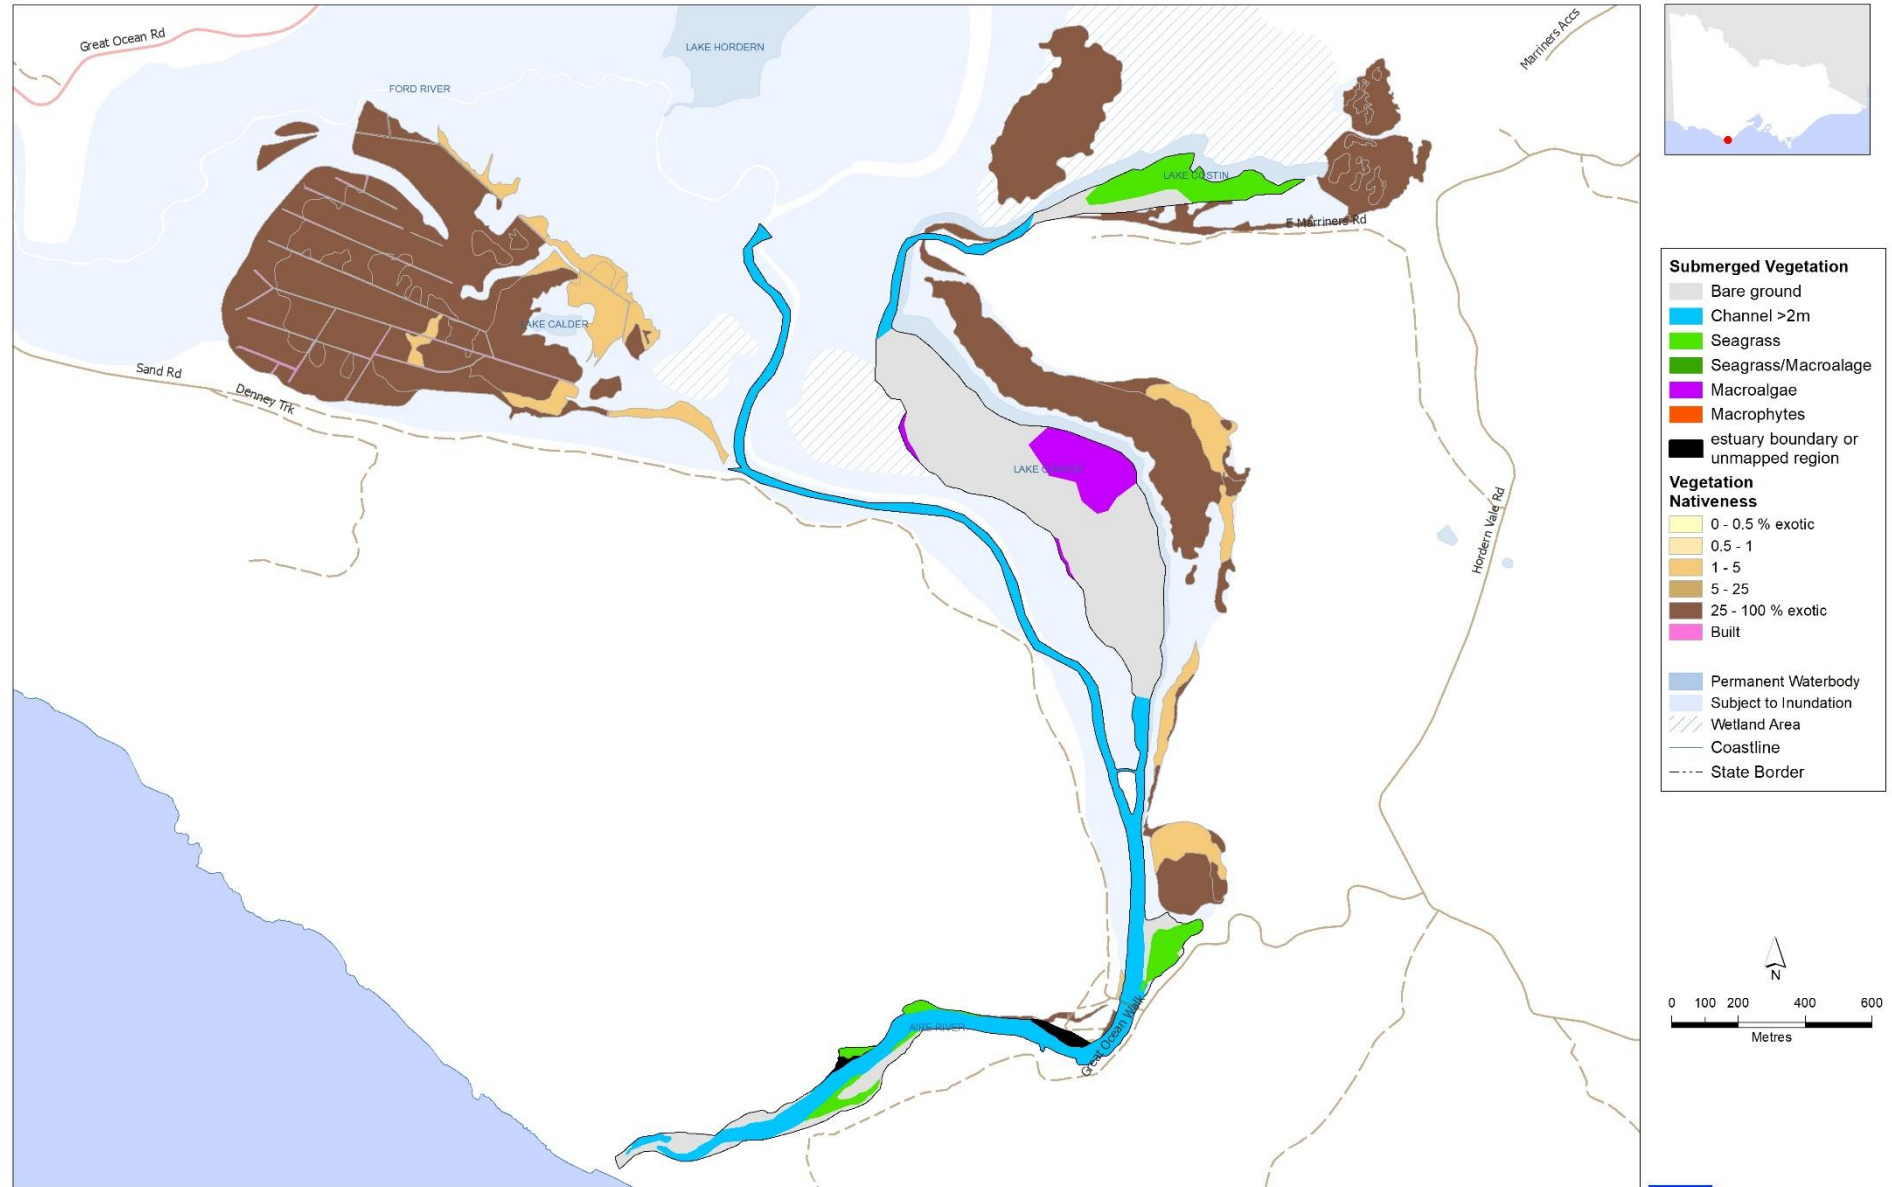 Great Ocean Rd
LAKE HORDERN
Marriners Accs
FORD RIVER
LAKE COSTIN
E Marriners Rd
LAKE CALDER
Sand Rd
Denney Trk
LAKE
Hordern Vale Rd
AIRE RIVER
Great Ocean Walk
Submerged Vegetation
Bare ground
Channel >2m
Seagrass
Seagrass/Macroalage
Macroalgae
Macrophytes
estuary boundary or
unmapped region
Vegetation
Nativeness
0 - 0.5 % exotic
0.5 - 1
1 - 5
5 - 25
25 - 100 % exotic
Built
Permanent Waterbody
Subject to Inundation
Wetland Area
Coastline
State Border
N
0 100 200 400 600
Metres